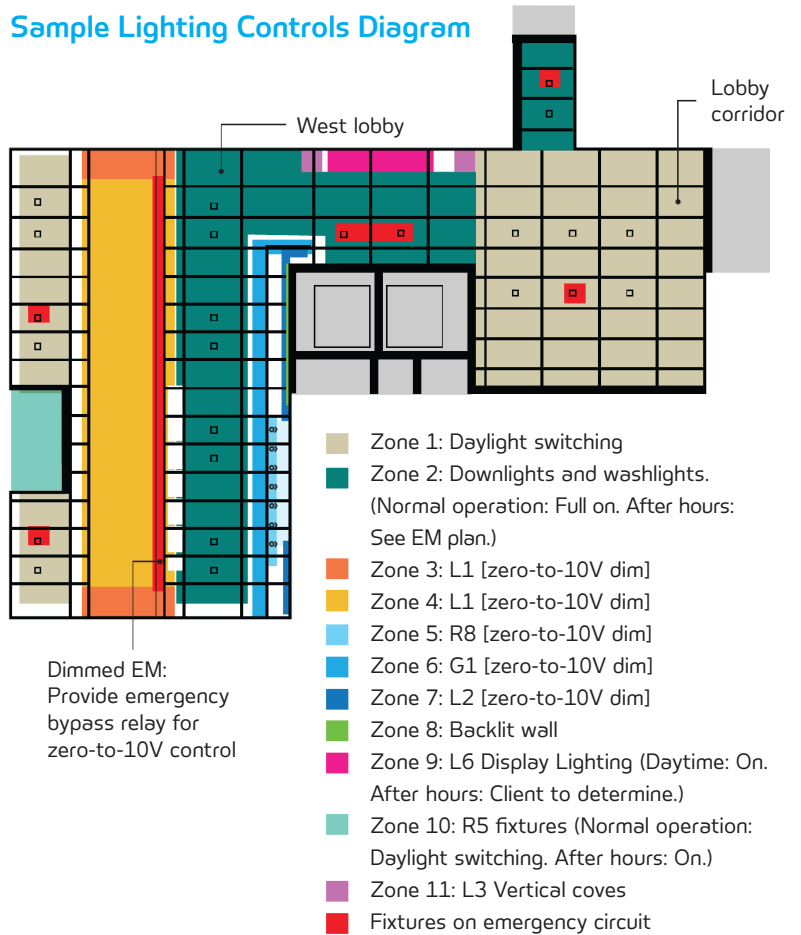 Sample Lighting Controls Diagram
West lobby
Lobby
corridor
Dimmed EM:
Provide emergency
bypass relay for
zero-to-10V control
Zone 1: Daylight switching
Zone 2: Downlights and washlights.
(Normal operation: Full on. After hours:
See EM plan.)
Zone 3: L1 [zero-to-10V dim]
Zone 4: L1 [zero-to-10V dim]
Zone 5: R8 [zero-to-10V dim]
Zone 6: G1 [zero-to-10V dim]
Zone 7: L2 [zero-to-10V dim]
Zone 8: Backlit wall
Zone 9: L6 Display Lighting (Daytime: On.
After hours: Client to determine.)
Zone 10: R5 fixtures (Normal operation:
Daylight switching. After hours: On.)
Zone 11: L3 Vertical coves
Fixtures on emergency circuit